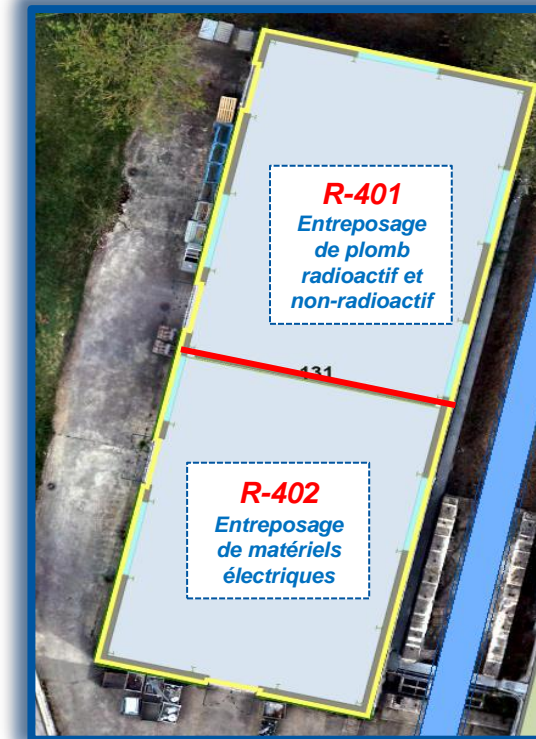 R-401
Entreposage
de plomb
radioactif et
non-radioactif
131
R-402
Entreposage
de matériels
électriques